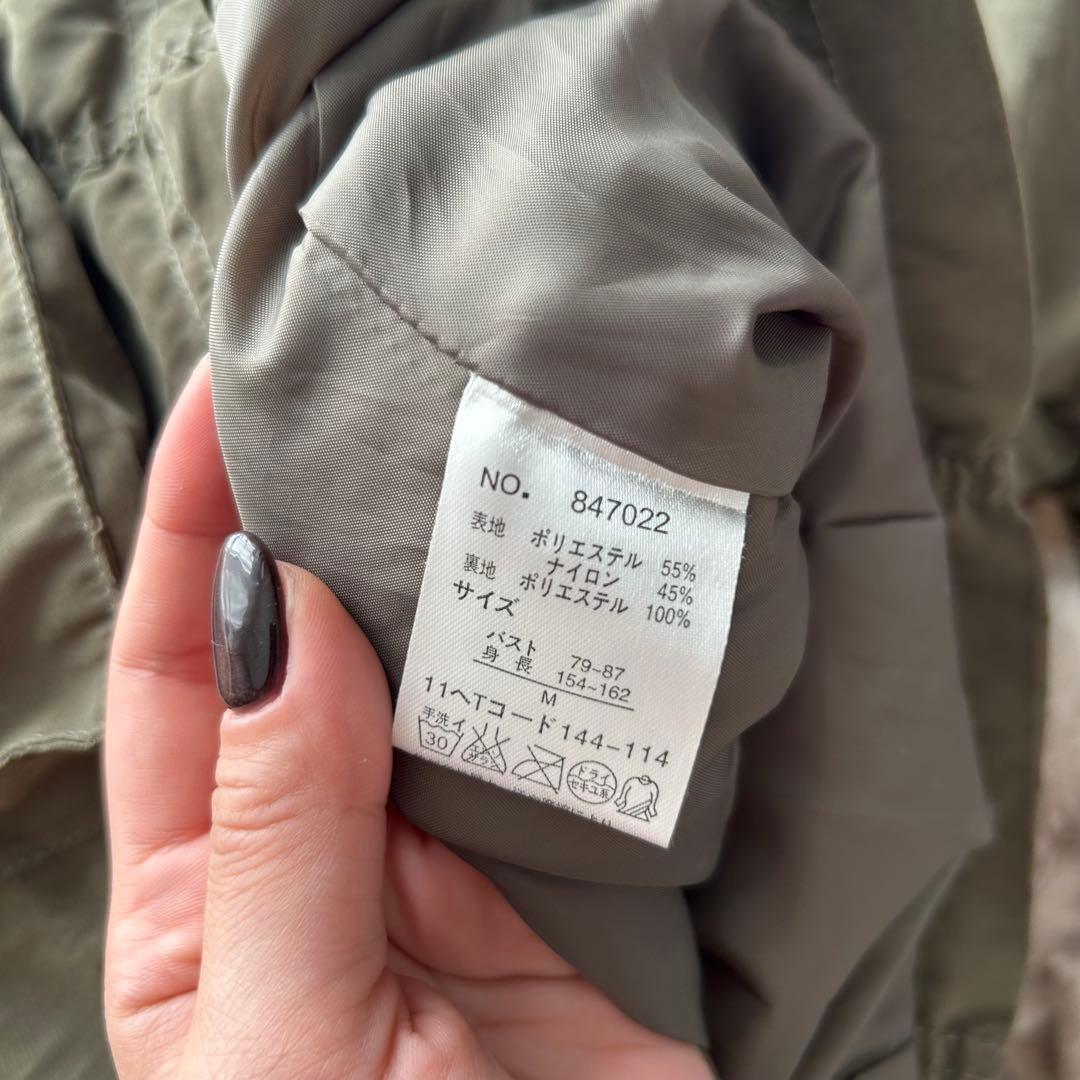 NO. 847022
表地 ポリエステル 55%
ナイロン 45%
裏地 ポリエステル 100%
サイズ
バスト 79-87
身長 154-162
M
11ヘTコード144-114
手洗イ
30
ドライ
セキユ系